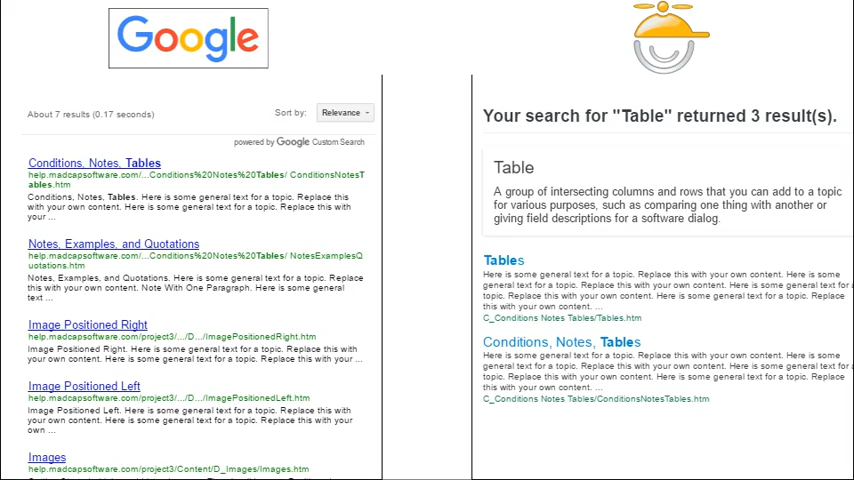 Google
About 7 results (0.17 seconds)
Sort by:
Relevance
powered by Google Custom Search
Conditions, Notes, Tables
help.madcapsoftware.com/...Conditions%20Notes%20Tables/ ConditionsNotesT
ables.htm
Conditions, Notes, Tables. Here is some general text for a topic. Replace this
with your own content. Here is some general text for a topic. Replace this with
your ...
Notes, Examples, and Quotations
help.madcapsoftware.com/...Conditions%20Notes%20Tables/ NotesExamplesQ
uotations.htm
Notes, Examples, and Quotations. Here is some general text for a topic. Replace
this with your own content. Note With One Paragraph. Here is some general
text ...
Image Positioned Right
help.madcapsoftware.com/project3/.../D.../ImagePositionedRight.htm
Image Positioned Right. Here is some general text for a topic. Replace this with
your own content. Here is some general text for a topic. Replace this with your ...
Image Positioned Left
help.madcapsoftware.com/project3/.../D.../ImagePositionedLeft.htm
Image Positioned Left. Here is some general text for a topic. Replace this with
your own content. Here is some general text for a topic. Replace this with your
own ...
Images
help.madcapsoftware.com/project3/Content/D_Images/Images.htm
Your search for "Table" returned 3 result(s).
Table
A group of intersecting columns and rows that you can add to a topic
for various purposes, such as comparing one thing with another or
giving field descriptions for a software dialog.
Tables
Here is some general text for a topic. Replace this with your own content. Here is some
general text for a topic. Replace this with your own content. Here is some general text for a
topic. Replace this with your own content. Here is some general text for a topic. Replace
this with your own content. ...
C_Conditions Notes Tables/Tables.htm
Conditions, Notes, Tables
Here is some general text for a topic. Replace this with your own content. Here is some
general text for a topic. Replace this with your own content. Here is some general text for a
topic. Replace this with your own content. Here is some general text for a topic. Replace
this with your own content. ...
C_Conditions Notes Tables/ConditionsNotesTables.htm